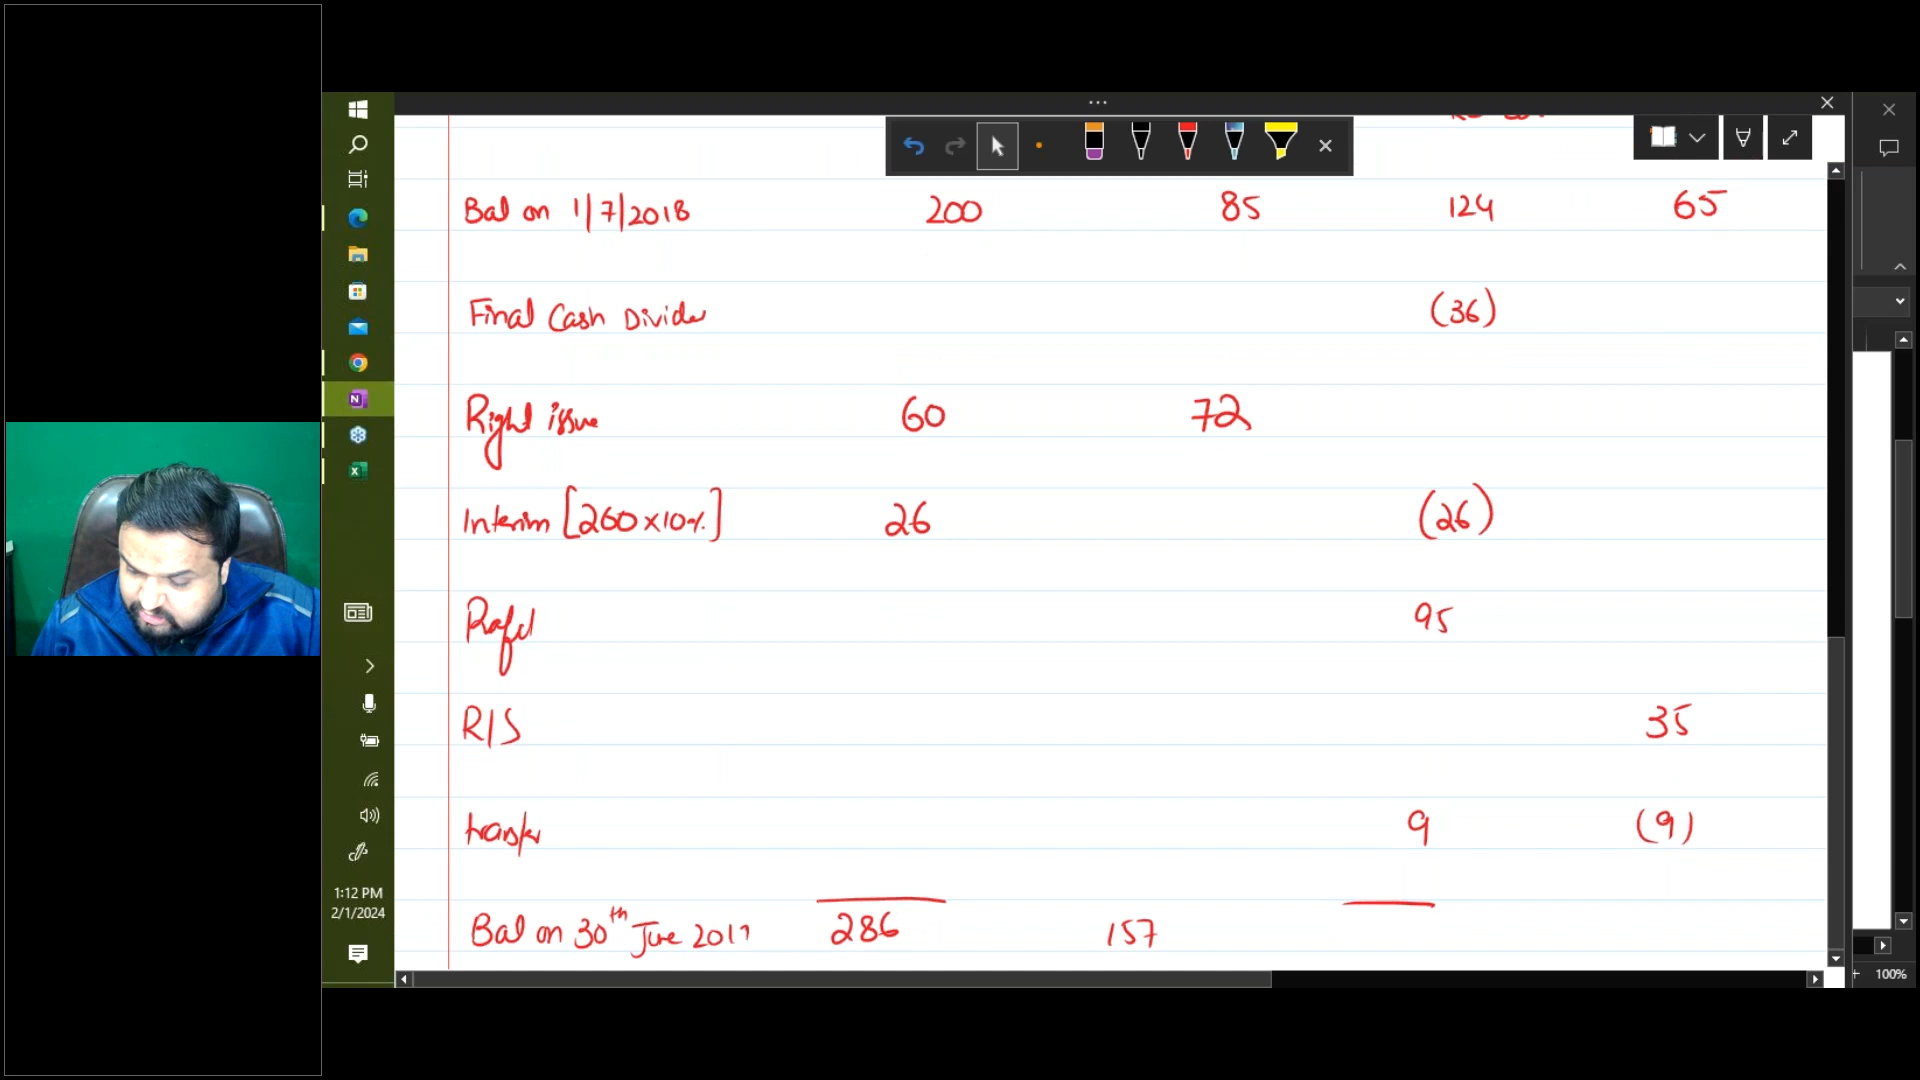 Bal on 1/7/2018 200 85 124 65
Final Cash Divide (36)
Right issue 60 72
Interim [260 x 10%] 26 (26)
Profit 95
R/S 35
transfer 9 (9)
Bal on 30th June 2019 286 157
1:12 PM
2/1/2024
100%